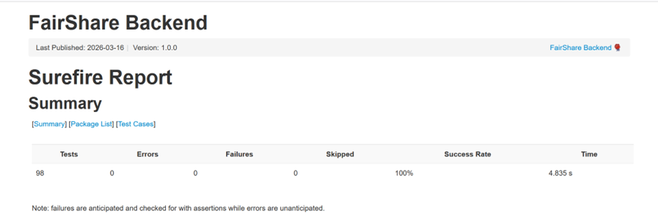 FairShare Backend
Last Published: 2026-03-16 | Version: 1.0.0 FairShare Backend
Surefire Report
Summary
[Summary] [Package List] [Test Cases]
Tests Errors Failures Skipped Success Rate Time
98 0 0 0 100% 4.835 s
Note: failures are anticipated and checked for with assertions while errors are unanticipated.